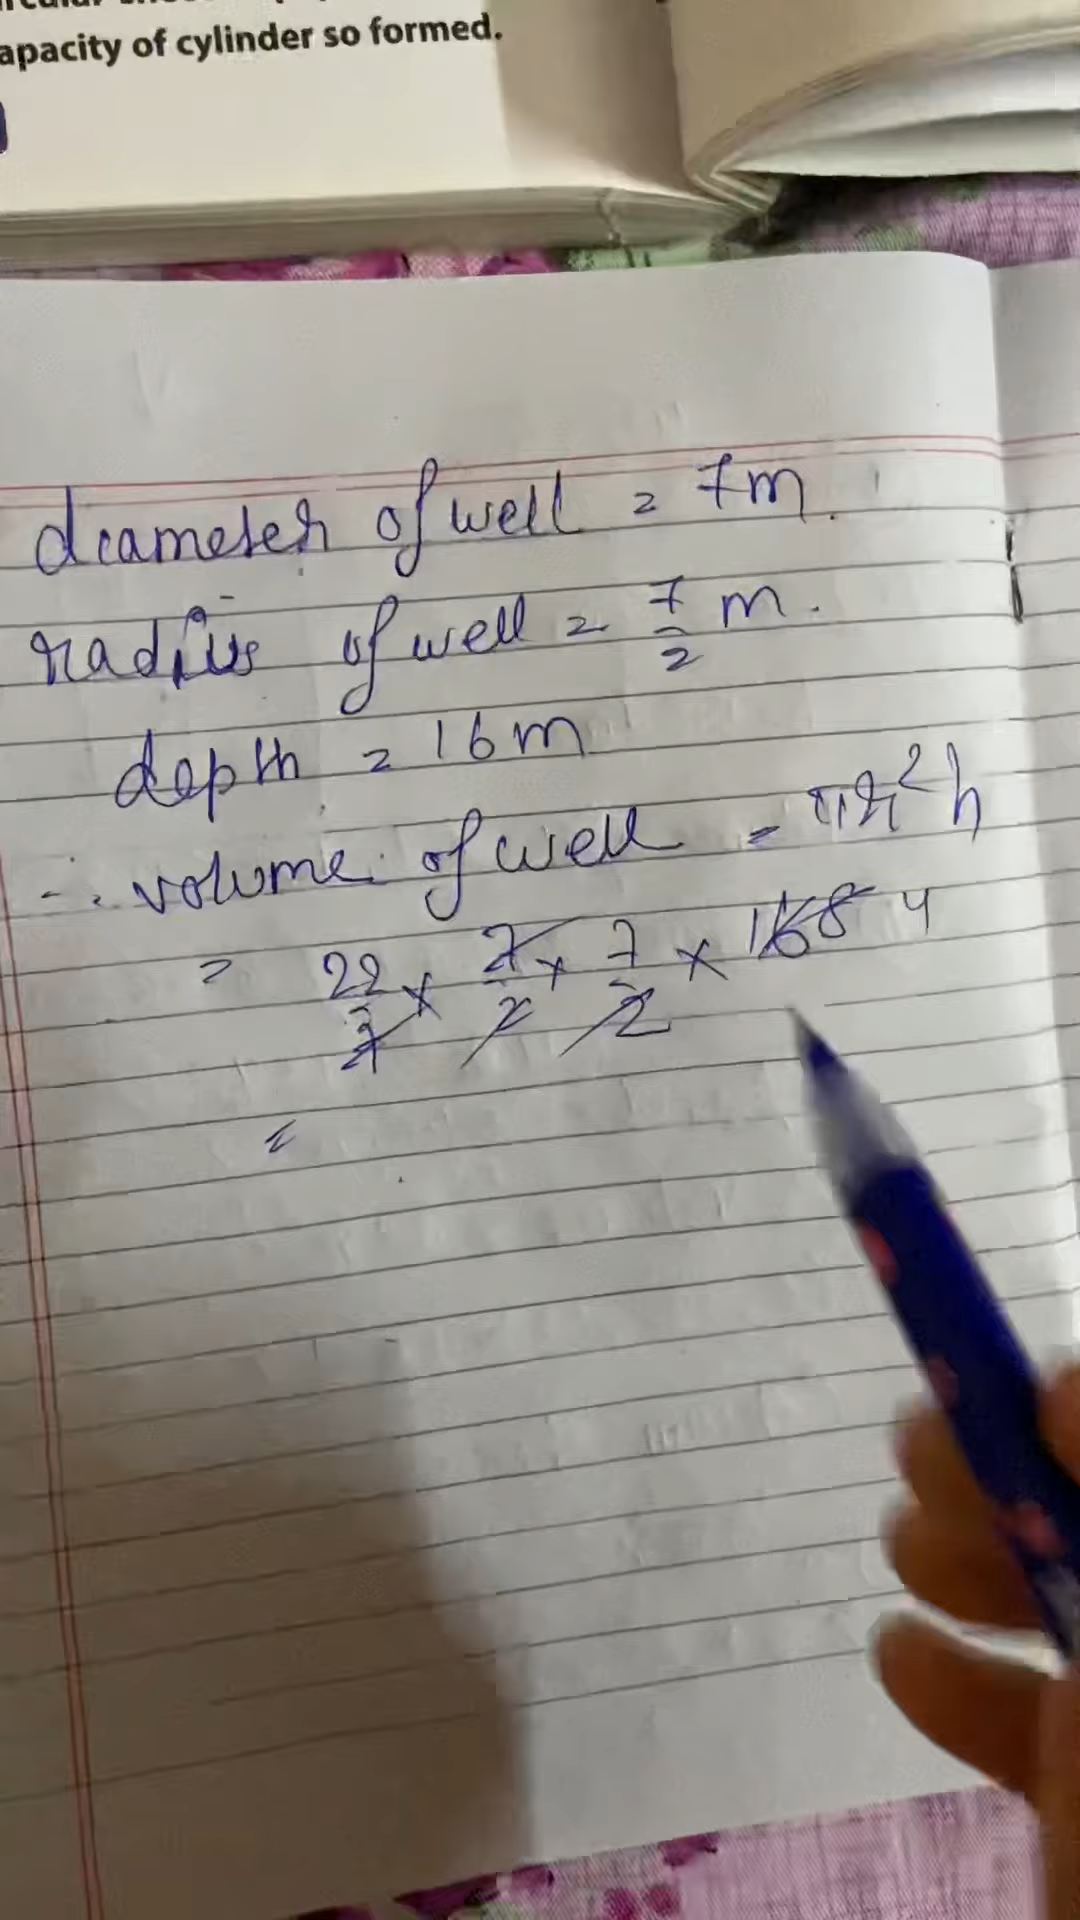 apacity of cylinder so formed.
diameter of well = 7m.
radius of well = 7/2 m.
depth = 16m
∴ volume of well = πr²h
= 22/7 × 7/2 × 7/2 × 16 8 4
=